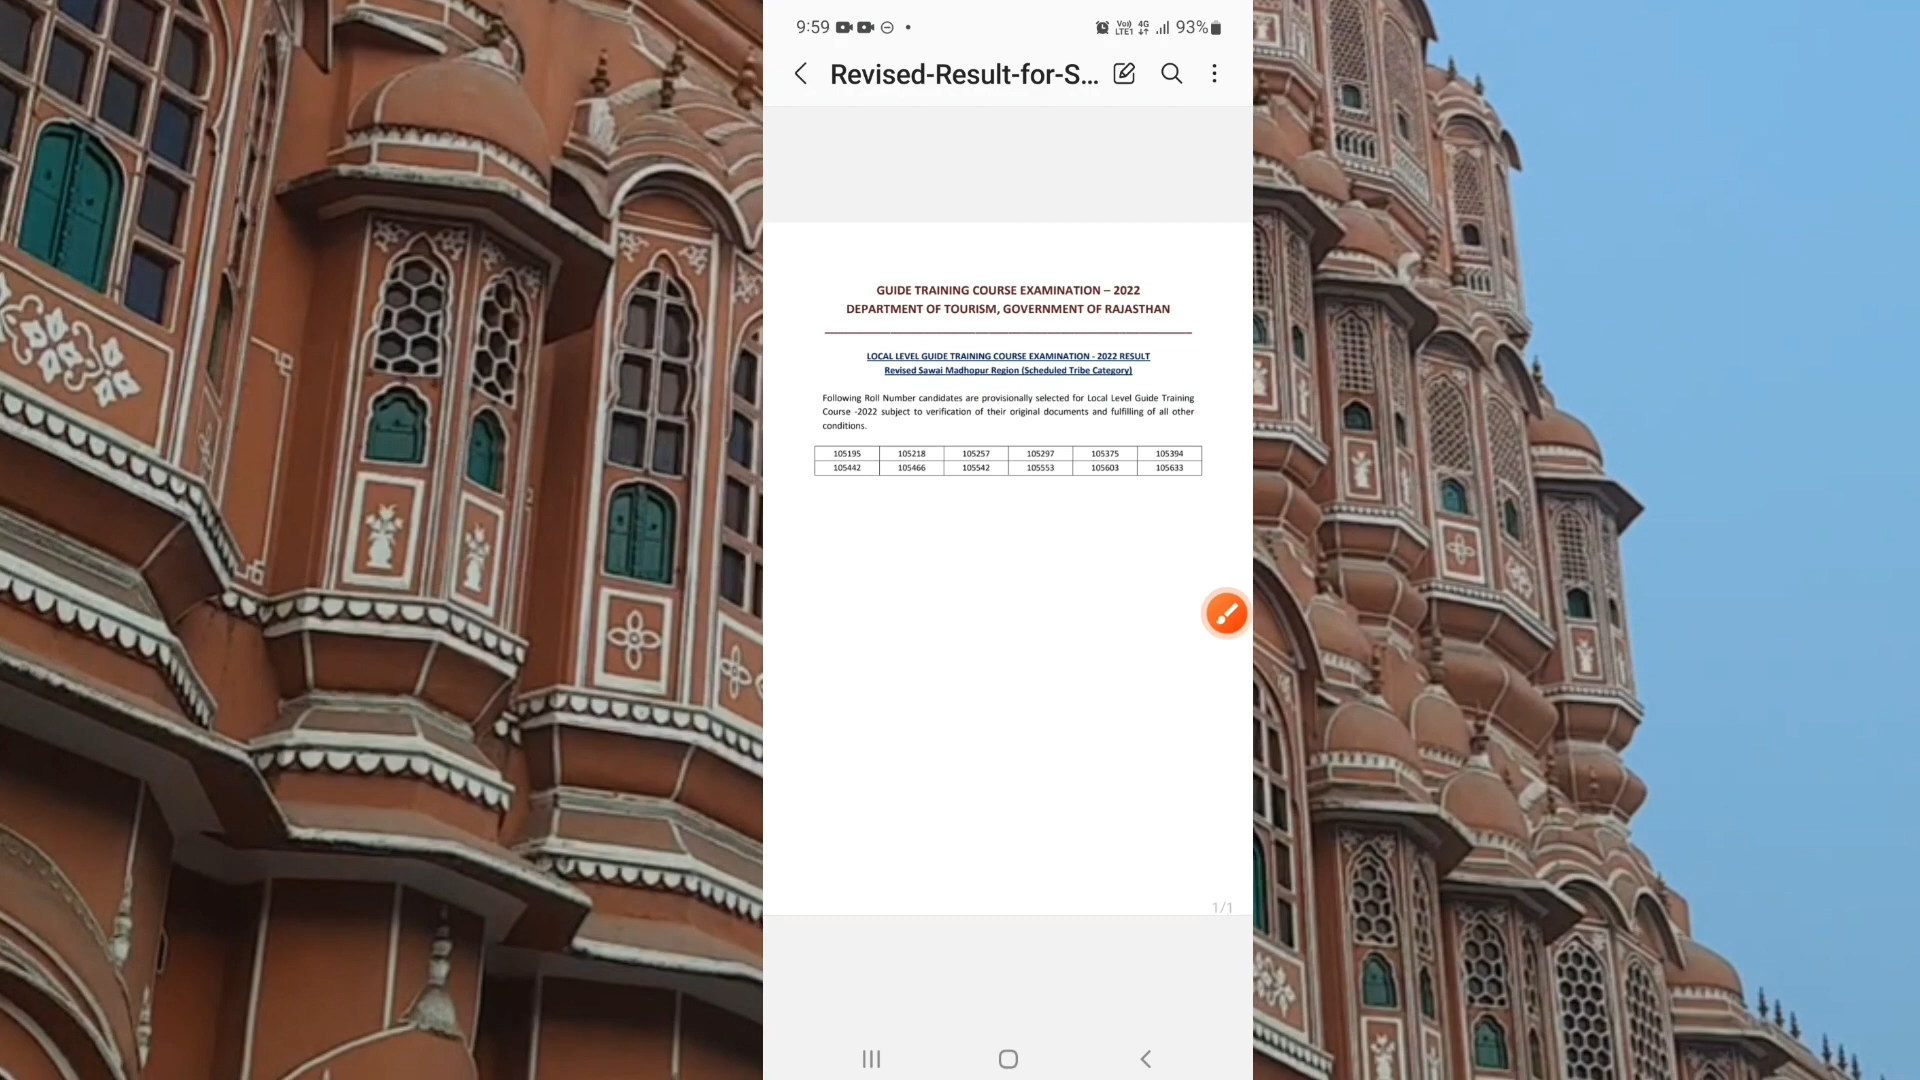 9:59 Vo) LTE1 4G 93%
Revised-Result-for-S...
GUIDE TRAINING COURSE EXAMINATION – 2022
DEPARTMENT OF TOURISM, GOVERNMENT OF RAJASTHAN
LOCAL LEVEL GUIDE TRAINING COURSE EXAMINATION - 2022 RESULT
Revised Sawai Madhopur Region (Scheduled Tribe Category)
Following Roll Number candidates are provisionally selected for Local Level Guide Training
Course -2022 subject to verification of their original documents and fulfilling of all other
conditions.
105195 105218 105257 105297 105375 105394
105442 105466 105542 105553 105603 105633
1/1